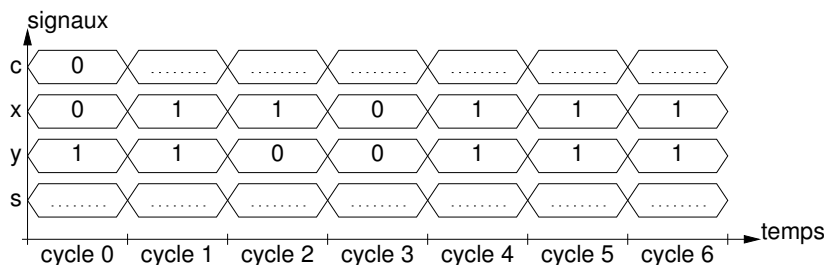 signaux
c 0 ........ ........ ........ ........ ........ ........
x 0 1 1 0 1 1 1
y 1 1 0 0 1 1 1
s ........ ........ ........ ........ ........ ........ ........
temps
cycle 0 cycle 1 cycle 2 cycle 3 cycle 4 cycle 5 cycle 6